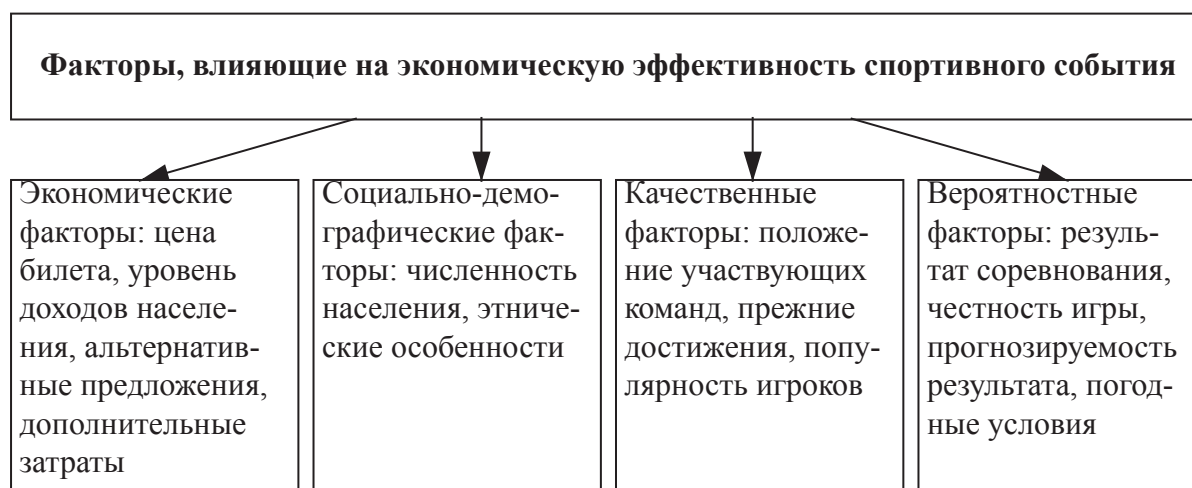 Факторы, влияющие на экономическую эффективность спортивного события
Экономические
факторы: цена
билета, уровень
доходов населе-
ния, альтернатив-
ные предложения,
дополнительные
затраты
Социально-демо-
графические фак-
торы: численность
населения, этниче-
ские особенности
Качественные
факторы: положе-
ние участвующих
команд, прежние
достижения, попу-
лярность игроков
Вероятностные
факторы: резуль-
тат соревнования,
честность игры,
прогнозируемость
результата, погод-
ные условия